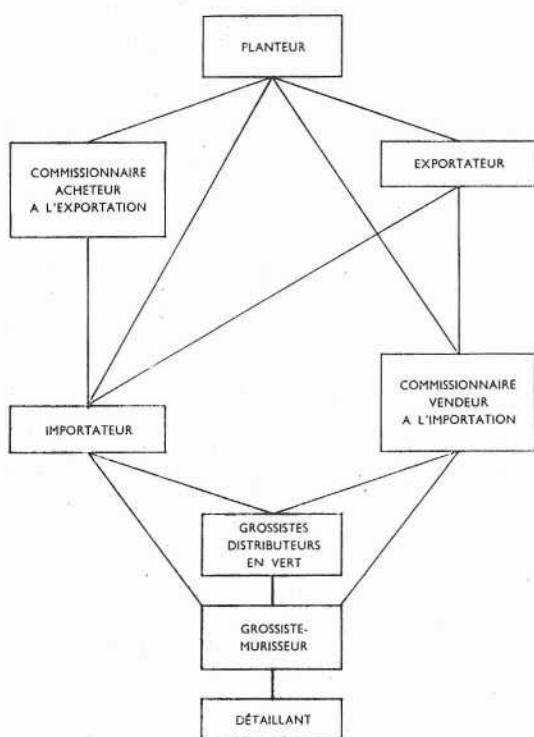 PLANTEUR
COMMISSIONNAIRE
ACHETEUR
A L'EXPORTATION
EXPORTATEUR
IMPORTATEUR
COMMISSIONNAIRE
VENDEUR
A L'IMPORTATION
GROSSISTES
DISTRIBUTEURS
EN VERT
GROSSISTE-
MURISSEUR
DÉTAILLANT